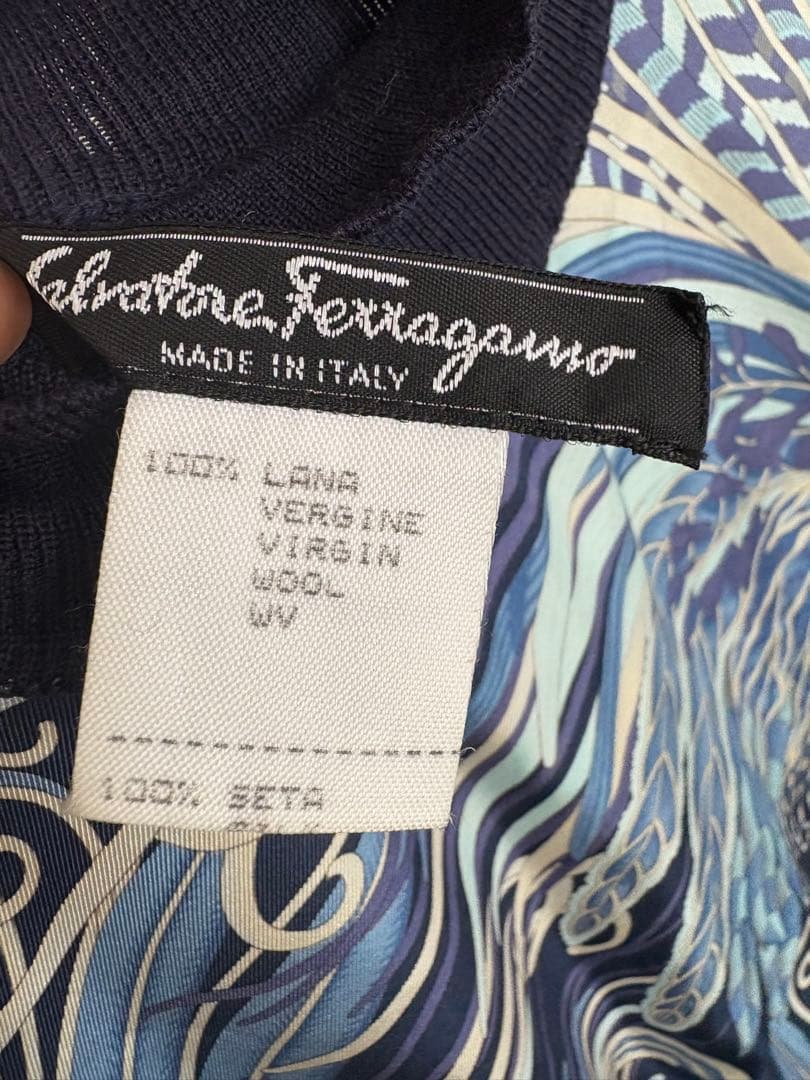 Salvatore Ferragamo
MADE IN ITALY
100% LANA
VERGINE
VIRGIN
WOOL
WV
100% SETA